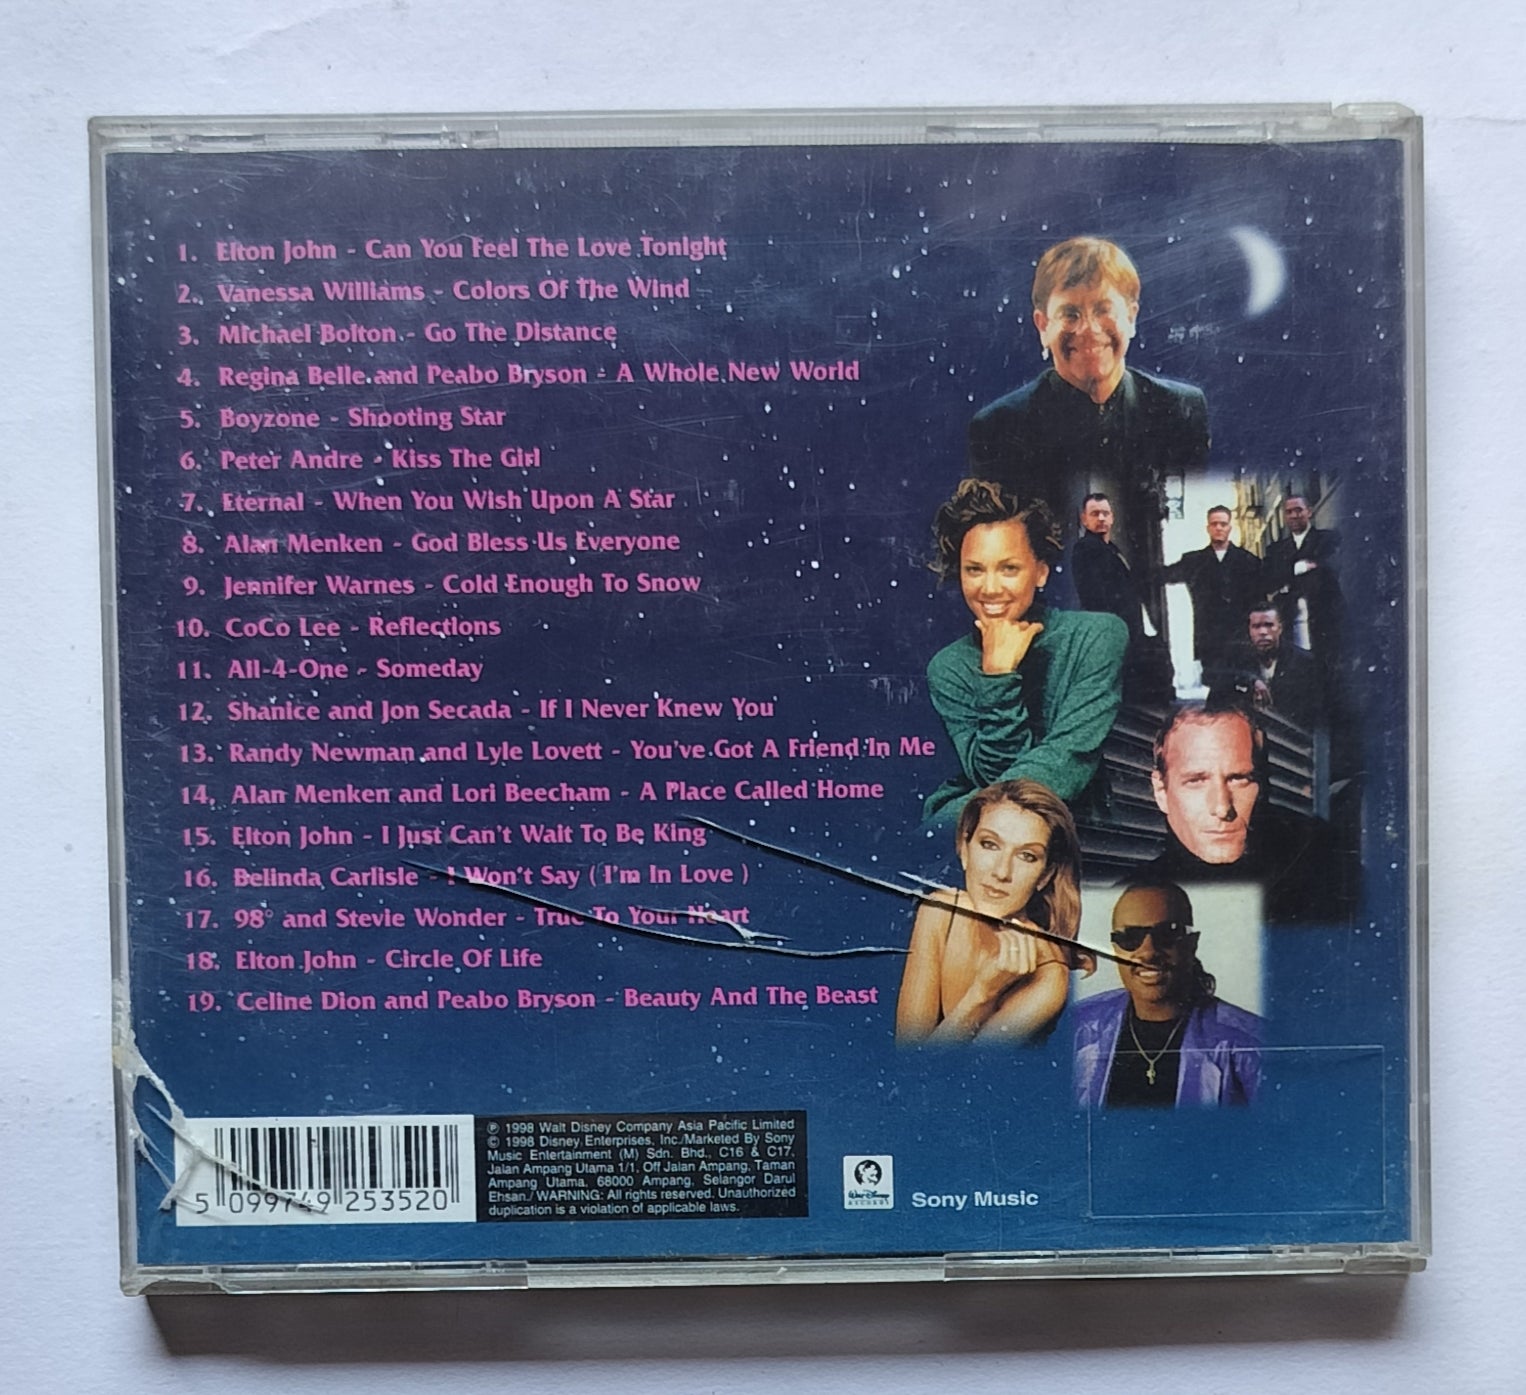 1. Elton John - Can You Feel The Love Tonight
2. Vanessa Williams - Colors Of The Wind
3. Michael Bolton - Go The Distance
4. Regina Belle and Peabo Bryson - A Whole New World
5. Boyzone - Shooting Star
6. Peter Andre - Kiss The Girl
7. Eternal - When You Wish Upon A Star
8. Alan Menken - God Bless Us Everyone
9. Jennifer Warnes - Cold Enough To Snow
10. CoCo Lee - Reflections
11. All-4-One - Someday
12. Shanice and Jon Secada - If I Never Knew You
13. Randy Newman and Lyle Lovett - You've Got A Friend In Me
14. Alan Menken and Lori Beecham - A Place Called Home
15. Elton John - I Just Can't Wait To Be King
16. Belinda Carlisle - I Won't Say ( I'm In Love )
17. 98° and Stevie Wonder - True To Your Heart
18. Elton John - Circle Of Life
19. Celine Dion and Peabo Bryson - Beauty And The Beast
5 099749 253520
℗ 1998 Walt Disney Company Asia Pacific Limited
© 1998 Disney Enterprises, Inc./Marketed By Sony
Music Entertainment (M) Sdn. Bhd., C16 & C17,
Jalan Ampang Utama 1/1, Off Jalan Ampang, Taman
Ampang Utama, 68000 Ampang, Selangor Darul
Ehsan./ WARNING: All rights reserved. Unauthorized
duplication is a violation of applicable laws.
Walt Disney
RECORDS
Sony Music